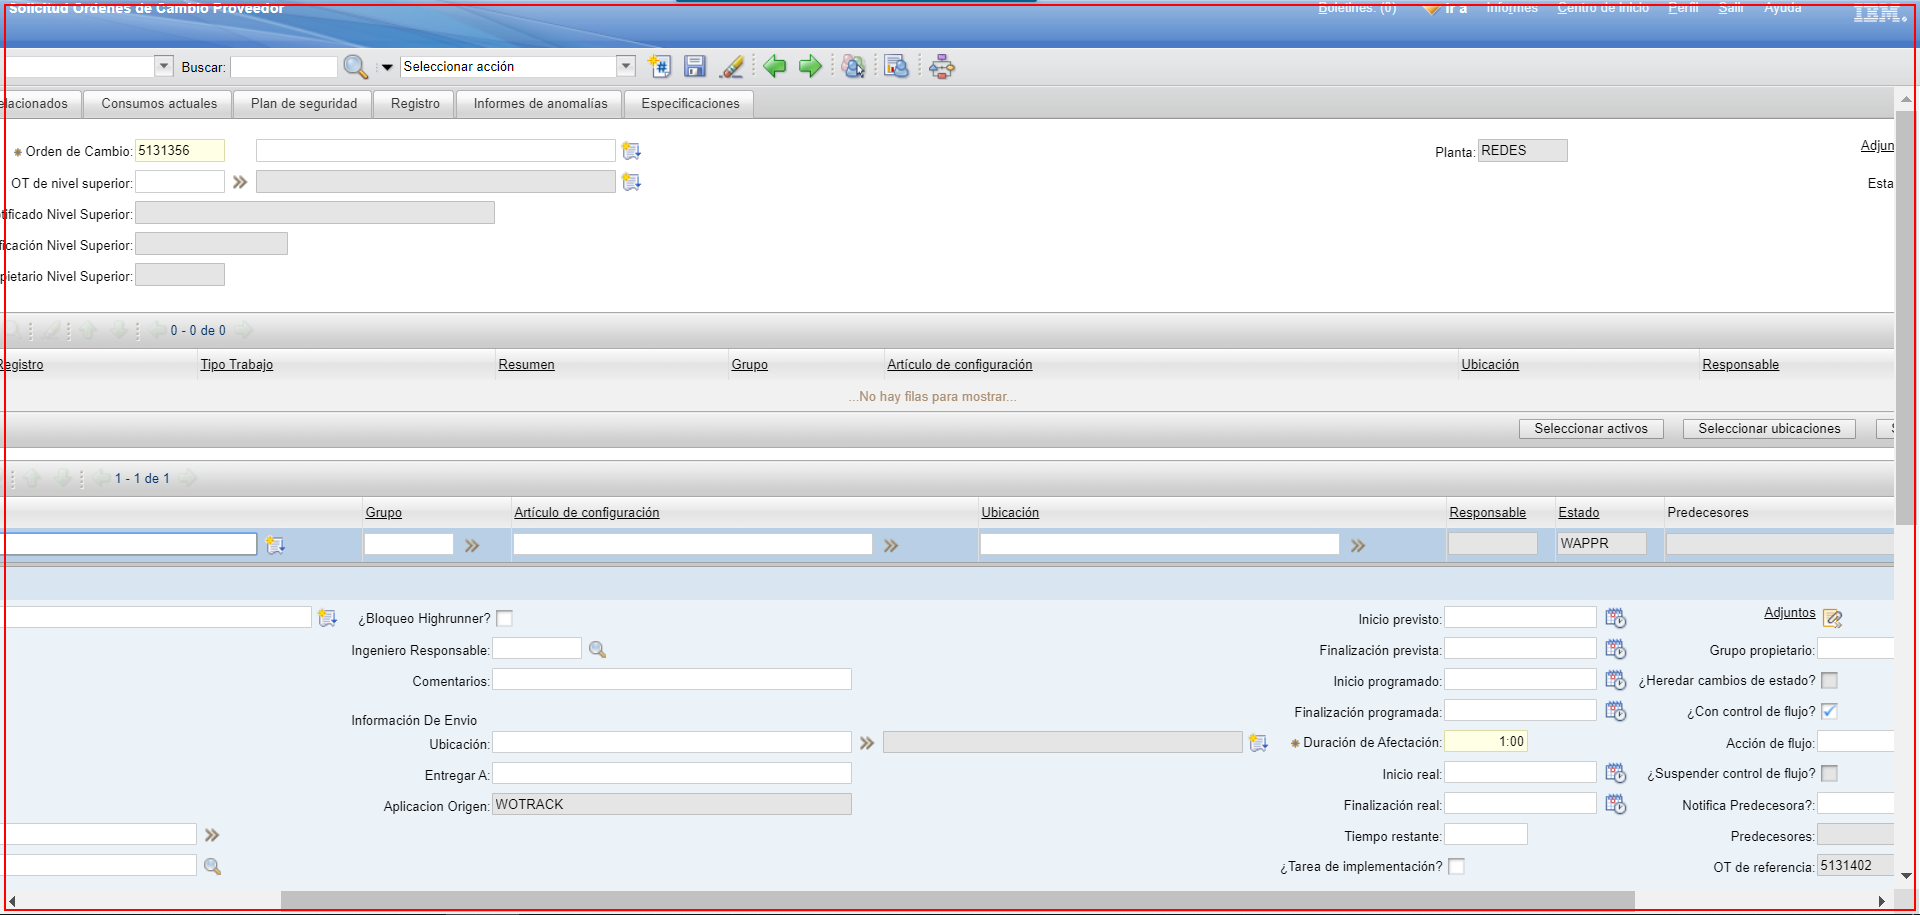 Solicitud Ordenes de Cambio Proveedor
Boletines: (0) Ir a Informes Centro de Inicio Perfil Salir Ayuda IBM.
Buscar: Seleccionar acción
elacionados Consumos actuales Plan de seguridad Registro Informes de anomalías Especificaciones
Orden de Cambio: 5131356 Planta: REDES Adjun
OT de nivel superior: Esta
tificado Nivel Superior:
ficación Nivel Superior:
pietario Nivel Superior:
0 - 0 de 0
Registro Tipo Trabajo Resumen Grupo Artículo de configuración Ubicación Responsable
...No hay filas para mostrar...
Seleccionar activos Seleccionar ubicaciones S
1 - 1 de 1
Grupo Artículo de configuración Ubicación Responsable Estado Predecesores
WAPPR
¿Bloqueo Highrunner? Inicio previsto: Adjuntos
Ingeniero Responsable: Finalización prevista: Grupo propietario:
Comentarios: Inicio programado: ¿Heredar cambios de estado?
Información De Envio Finalización programada: ¿Con control de flujo?
Ubicación: Duración de Afectación: 1:00 Acción de flujo:
Entregar A: Inicio real: ¿Suspender control de flujo?
Aplicacion Origen: WOTRACK Finalización real: Notifica Predecesora?:
Tiempo restante: Predecesores:
¿Tarea de implementación? OT de referencia: 5131402